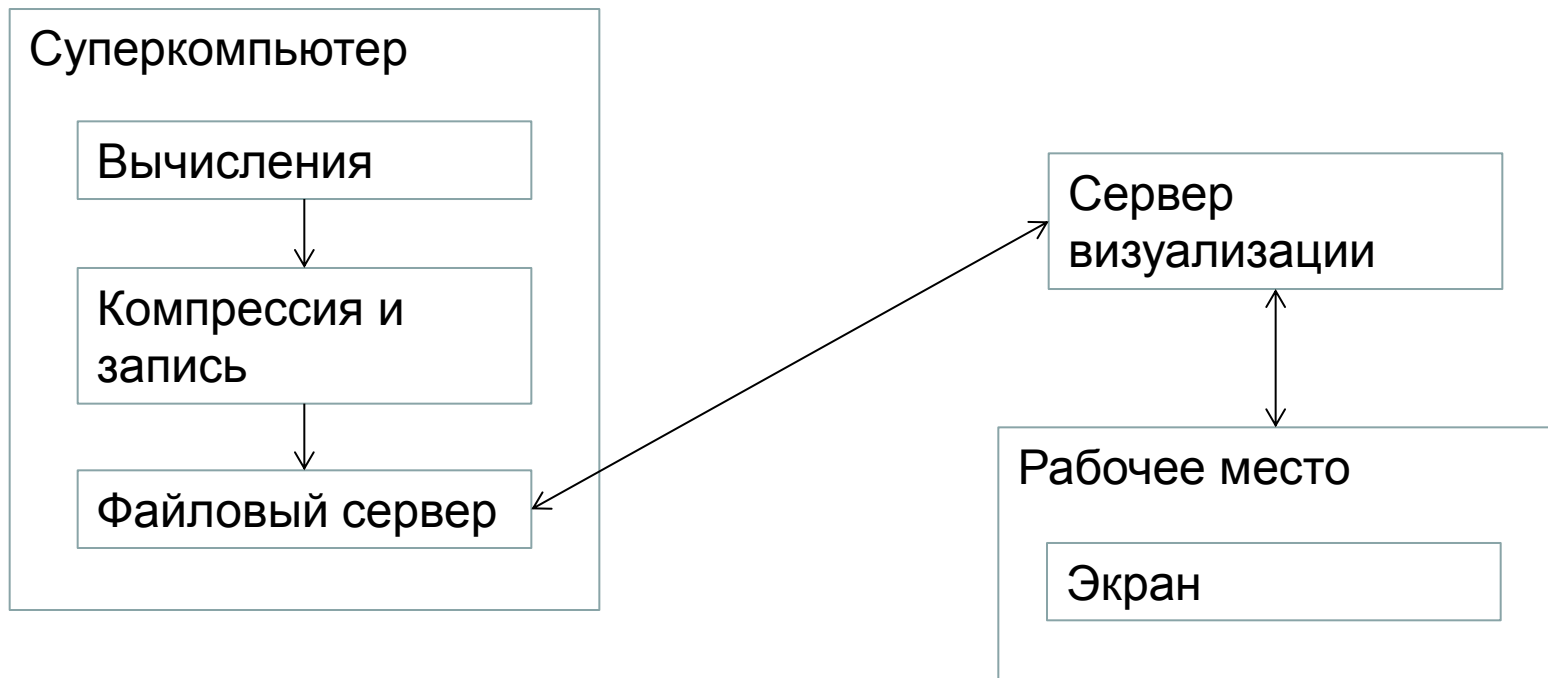 Суперкомпьютер
Вычисления
Компрессия и
запись
Файловый сервер
Сервер
визуализации
Рабочее место
Экран